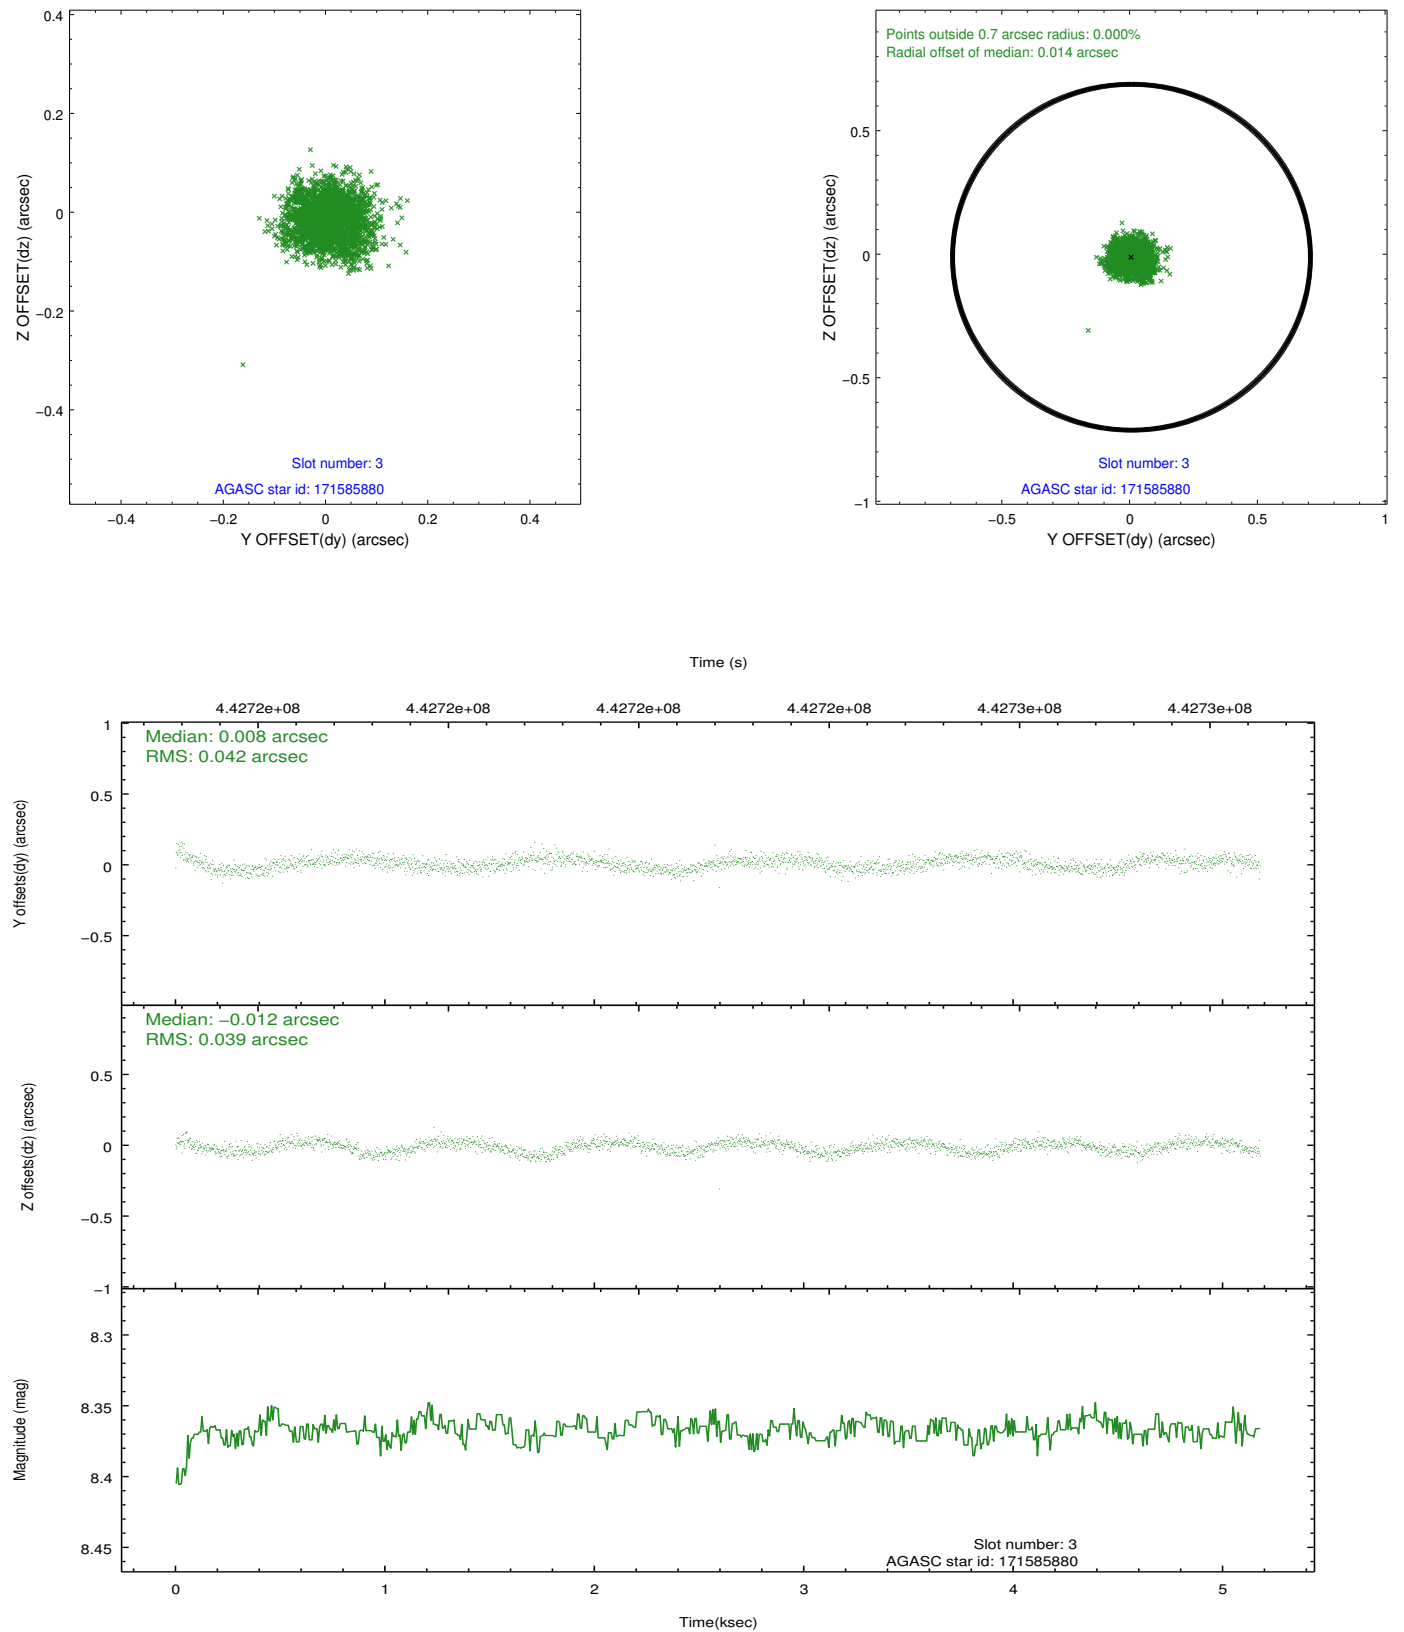 0.4
0.2
0
−0.2
−0.4
Z OFFSET(dz) (arcsec)
Slot number: 3
AGASC star id: 171585880
−0.4
−0.2
0
0.2
0.4
Y OFFSET(dy) (arcsec)
Points outside 0.7 arcsec radius: 0.000%
Radial offset of median: 0.014 arcsec
0.5
0
−0.5
−1
Z OFFSET(dz) (arcsec)
Slot number: 3
AGASC star id: 171585880
−0.5
0
0.5
1
Y OFFSET(dy) (arcsec)
Time (s)
4.4272e+08
4.4272e+08
4.4272e+08
4.4272e+08
4.4273e+08
4.4273e+08
Median: 0.008 arcsec
RMS: 0.042 arcsec
1
0.5
0
−0.5
Y offsets(dy) (arcsec)
Median: −0.012 arcsec
RMS: 0.039 arcsec
0.5
0
−0.5
−1
Z offsets(dz) (arcsec)
8.3
8.35
8.4
8.45
Magnitude (mag)
Slot number: 3
AGASC star id: 171585880
0
1
2
3
4
5
Time(ksec)